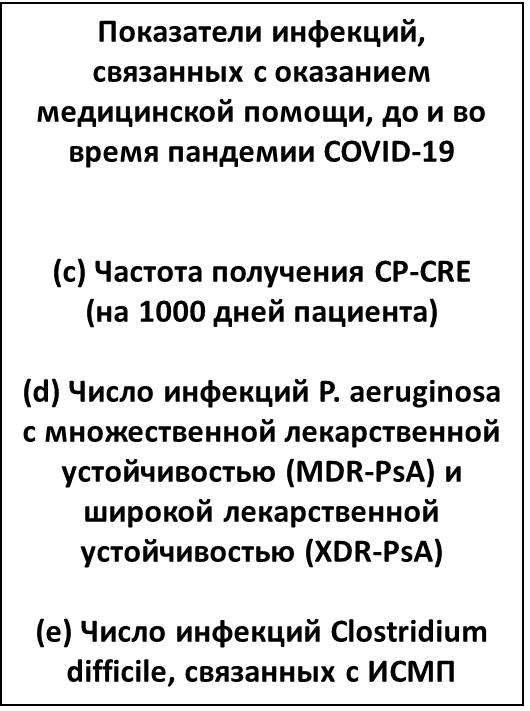 Показатели инфекций,
связанных с оказанием
медицинской помощи, до и во
время пандемии COVID-19
(c) Частота получения CP-CRE
(на 1000 дней пациента)
(d) Число инфекций P. aeruginosa
с множественной лекарственной
устойчивостью (MDR-PsA) и
широкой лекарственной
устойчивостью (XDR-PsA)
(e) Число инфекций Clostridium
difficile, связанных с ИСМП